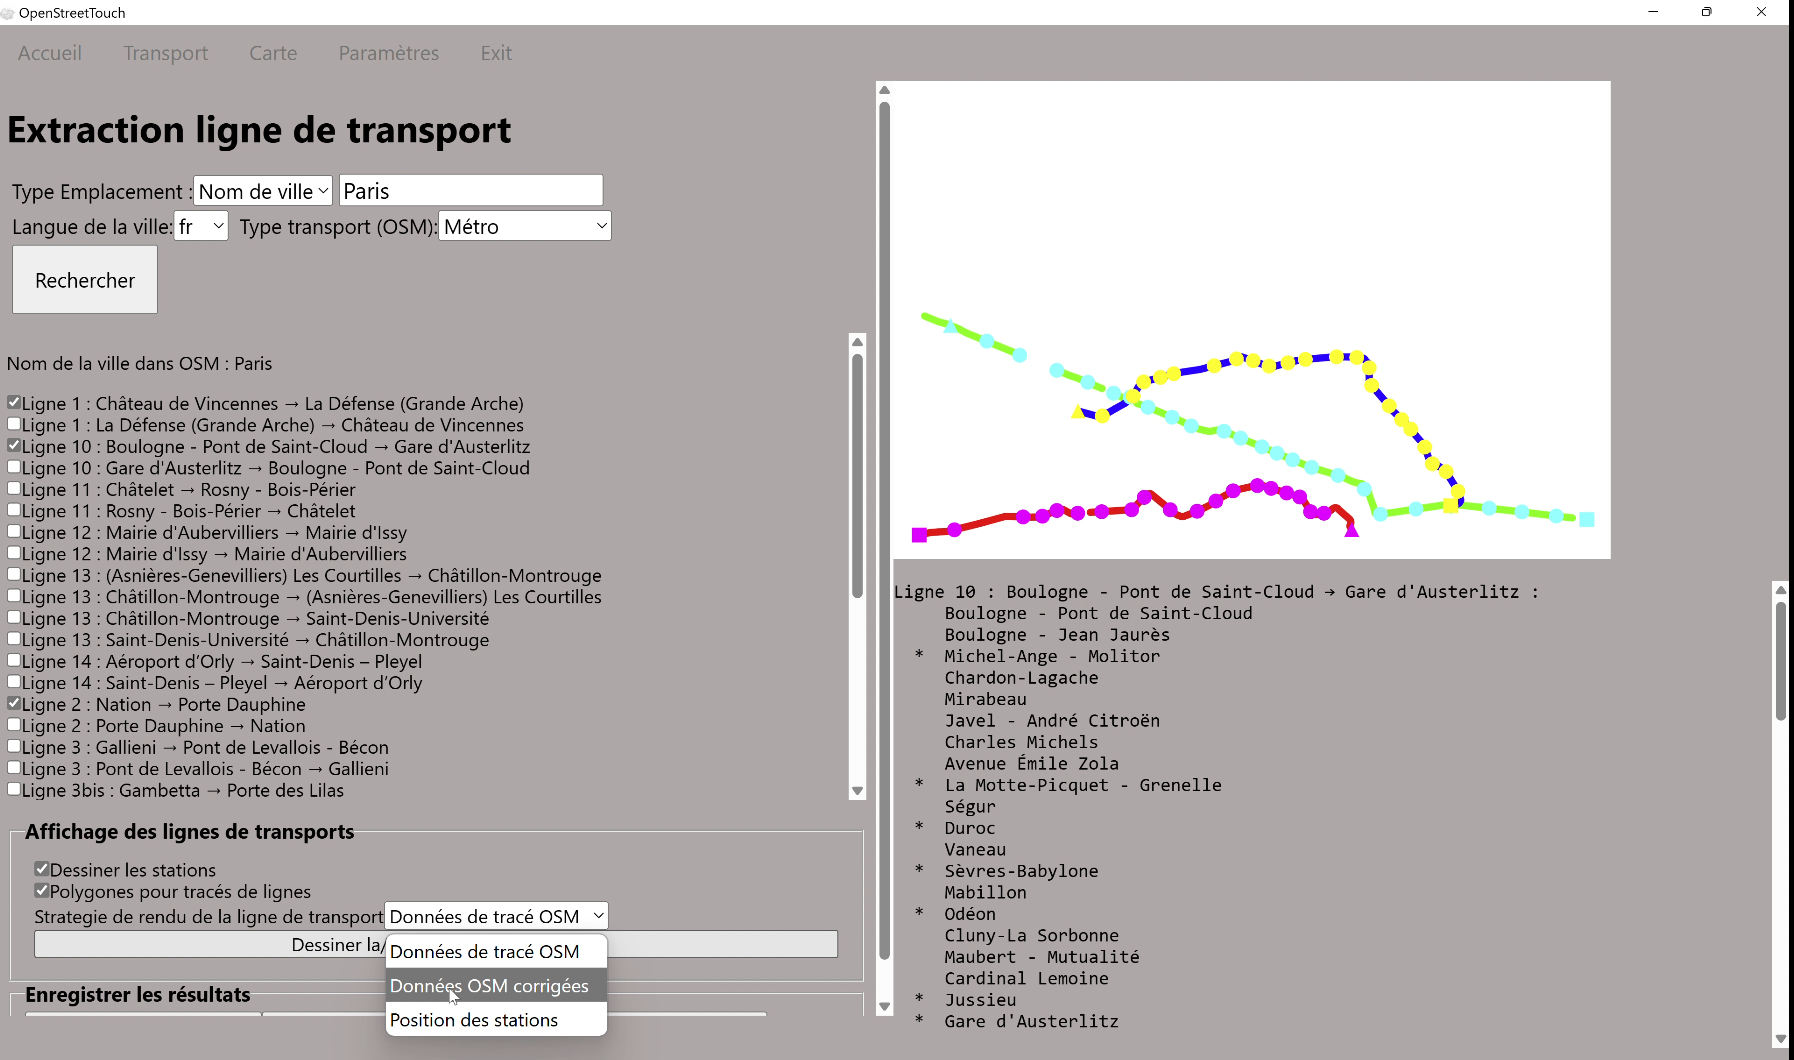 OpenStreetTouch
Accueil Transport Carte Paramètres Exit
Extraction ligne de transport
Type Emplacement : Nom de ville Paris
Langue de la ville: fr Type transport (OSM): Métro
Rechercher
Nom de la ville dans OSM : Paris
Ligne 1 : Château de Vincennes → La Défense (Grande Arche)
Ligne 1 : La Défense (Grande Arche) → Château de Vincennes
Ligne 10 : Boulogne - Pont de Saint-Cloud → Gare d'Austerlitz
Ligne 10 : Gare d'Austerlitz → Boulogne - Pont de Saint-Cloud
Ligne 11 : Châtelet → Rosny - Bois-Périer
Ligne 11 : Rosny - Bois-Périer → Châtelet
Ligne 12 : Mairie d'Aubervilliers → Mairie d'Issy
Ligne 12 : Mairie d'Issy → Mairie d'Aubervilliers
Ligne 13 : (Asnières-Genevilliers) Les Courtilles → Châtillon-Montrouge
Ligne 13 : Châtillon-Montrouge → (Asnières-Genevilliers) Les Courtilles
Ligne 13 : Châtillon-Montrouge → Saint-Denis-Université
Ligne 13 : Saint-Denis-Université → Châtillon-Montrouge
Ligne 14 : Aéroport d’Orly → Saint-Denis – Pleyel
Ligne 14 : Saint-Denis – Pleyel → Aéroport d’Orly
Ligne 2 : Nation → Porte Dauphine
Ligne 2 : Porte Dauphine → Nation
Ligne 3 : Gallieni → Pont de Levallois - Bécon
Ligne 3 : Pont de Levallois - Bécon → Gallieni
Ligne 3bis : Gambetta → Porte des Lilas
Affichage des lignes de transports
Dessiner les stations
Polygones pour tracés de lignes
Strategie de rendu de la ligne de transport Données de tracé OSM
Dessiner la/
Données de tracé OSM
Données OSM corrigées
Position des stations
Enregistrer les résultats
Ligne 10 : Boulogne - Pont de Saint-Cloud → Gare d'Austerlitz :
Boulogne - Pont de Saint-Cloud
Boulogne - Jean Jaurès
* Michel-Ange - Molitor
Chardon-Lagache
Mirabeau
Javel - André Citroën
Charles Michels
Avenue Émile Zola
* La Motte-Picquet - Grenelle
Ségur
* Duroc
Vaneau
* Sèvres-Babylone
Mabillon
* Odéon
Cluny-La Sorbonne
Maubert - Mutualité
Cardinal Lemoine
* Jussieu
* Gare d'Austerlitz